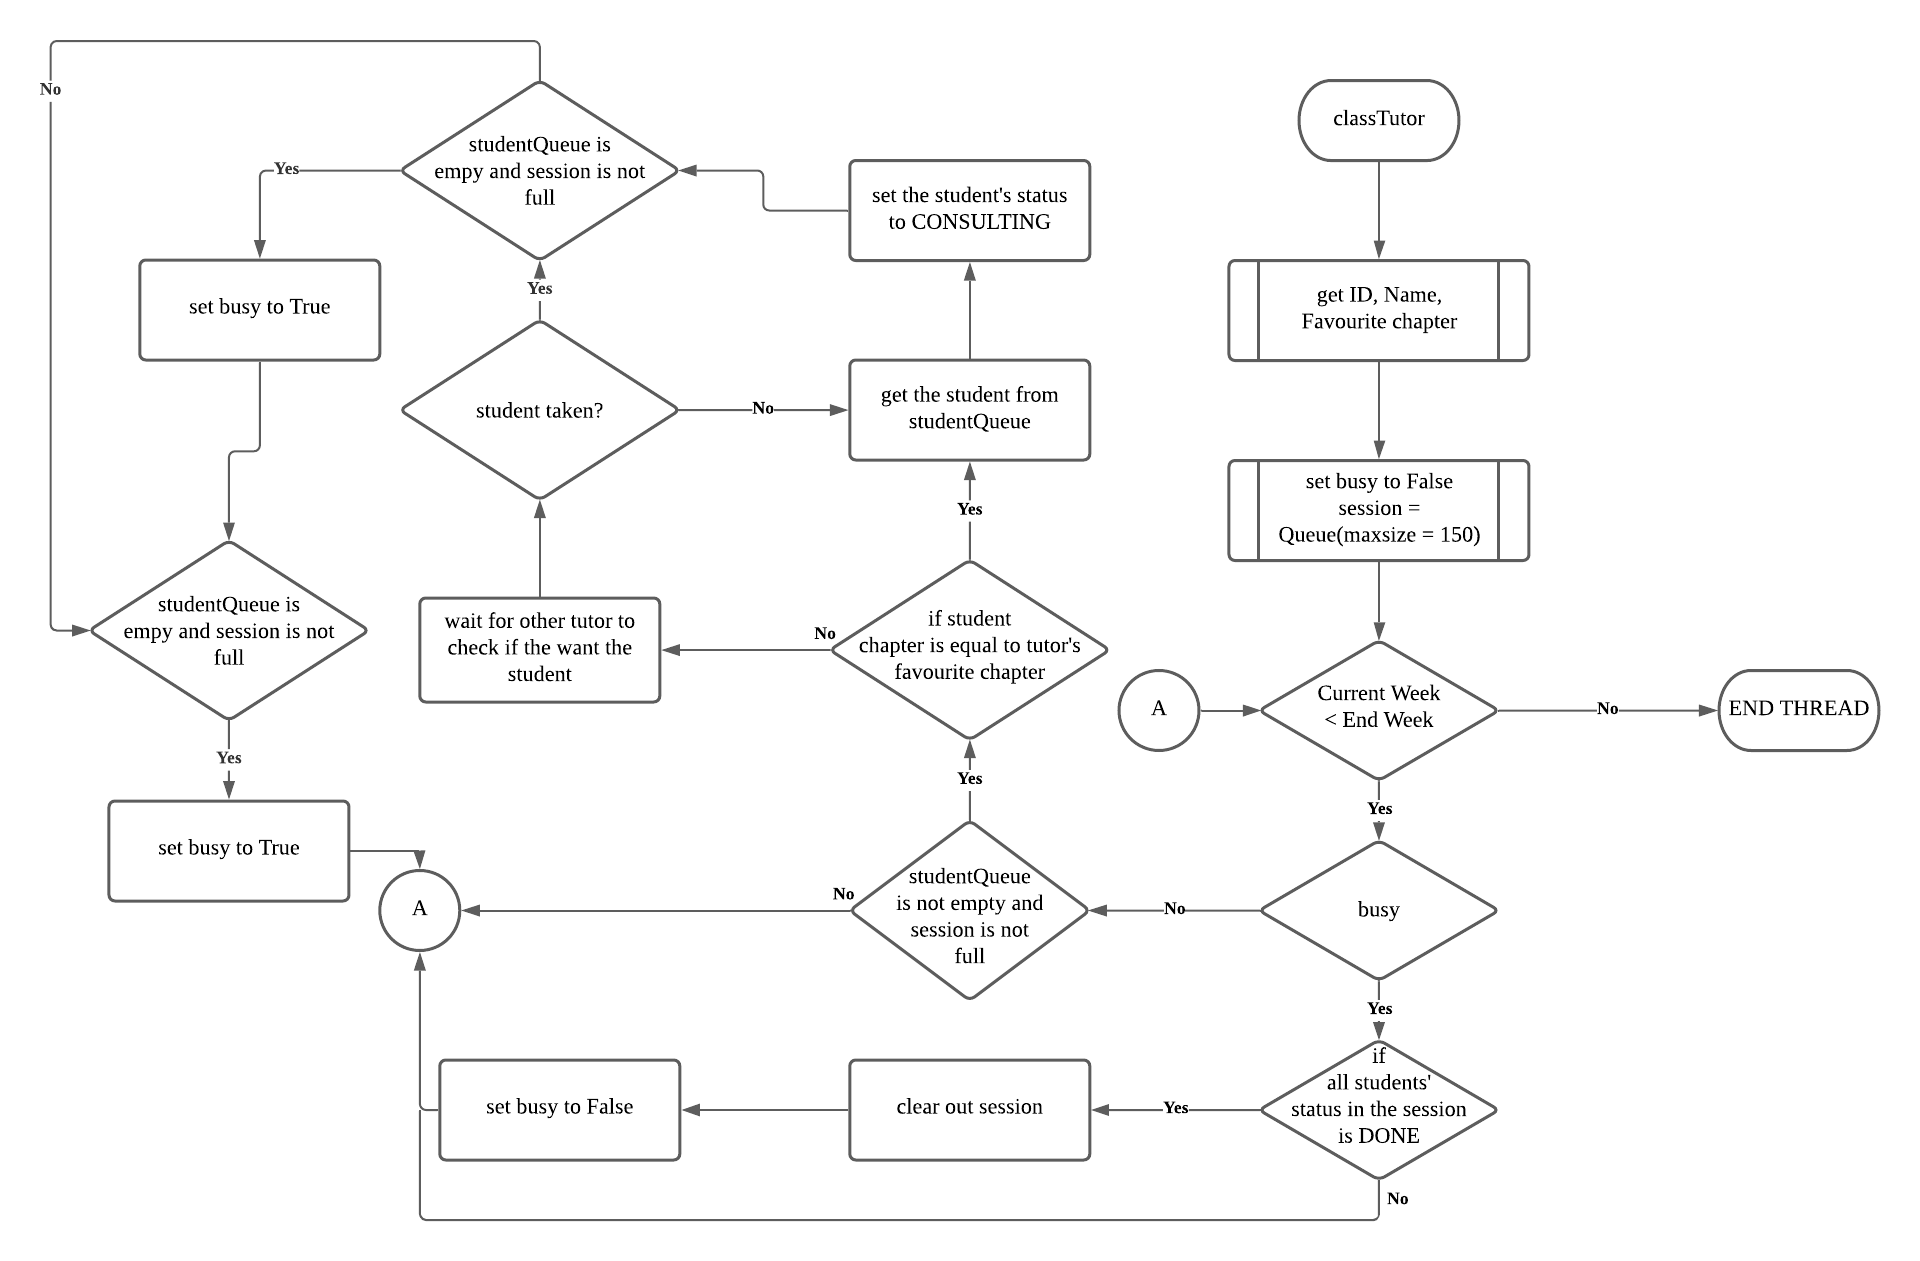 No
studentQueue is
empy and session is not
full
Yes
classTutor
set the student's status
to CONSULTING
set busy to True
Yes
get ID, Name,
Favourite chapter
student taken?
No
get the student from
studentQueue
Yes
set busy to False
session =
Queue(maxsize = 150)
studentQueue is
empy and session is not
full
wait for other tutor to
check if the want the
student
No
if student
chapter is equal to tutor's
favourite chapter
A
Current Week
< End Week
No
END THREAD
Yes
Yes
Yes
set busy to True
A
No
studentQueue
is not empty and
session is not
full
No
busy
Yes
set busy to False
clear out session
Yes
if
all students'
status in the session
is DONE
No